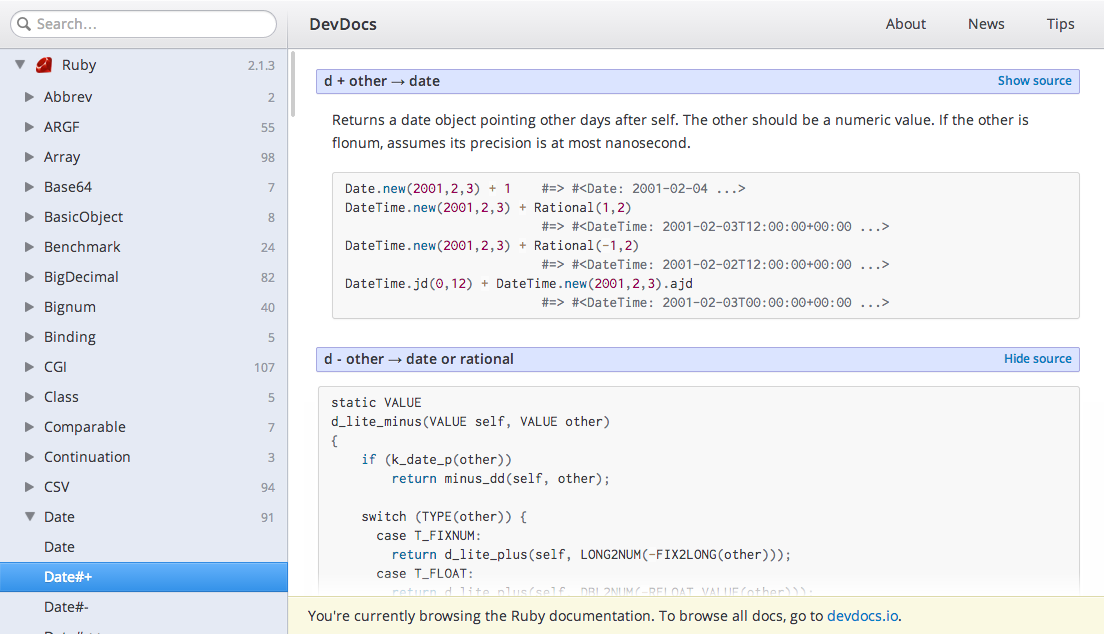 Search...
DevDocs
About
News
Tips
Ruby 2.1.3
Abbrev 2
ARGF 55
Array 98
Base64 7
BasicObject 8
Benchmark 24
BigDecimal 82
Bignum 40
Binding 5
CGI 107
Class 5
Comparable 7
Continuation 3
CSV 94
Date 91
Date
Date#+
Date#-
d + other → date Show source
Returns a date object pointing other days after self. The other should be a numeric value. If the other is
flonum, assumes its precision is at most nanosecond.
Date.new(2001,2,3) + 1    #=> #<Date: 2001-02-04 ...>
DateTime.new(2001,2,3) + Rational(1,2)
                          #=> #<DateTime: 2001-02-03T12:00:00+00:00 ...>
DateTime.new(2001,2,3) + Rational(-1,2)
                          #=> #<DateTime: 2001-02-02T12:00:00+00:00 ...>
DateTime.jd(0,12) + DateTime.new(2001,2,3).ajd
                          #=> #<DateTime: 2001-02-03T00:00:00+00:00 ...>
d - other → date or rational Hide source
static VALUE
d_lite_minus(VALUE self, VALUE other)
{
    if (k_date_p(other))
        return minus_dd(self, other);
    switch (TYPE(other)) {
      case T_FIXNUM:
        return d_lite_plus(self, LONG2NUM(-FIX2LONG(other)));
      case T_FLOAT:
        return d_lite_plus(self, DBL2NUM(-RFLOAT_VALUE(other)));
You're currently browsing the Ruby documentation. To browse all docs, go to devdocs.io.